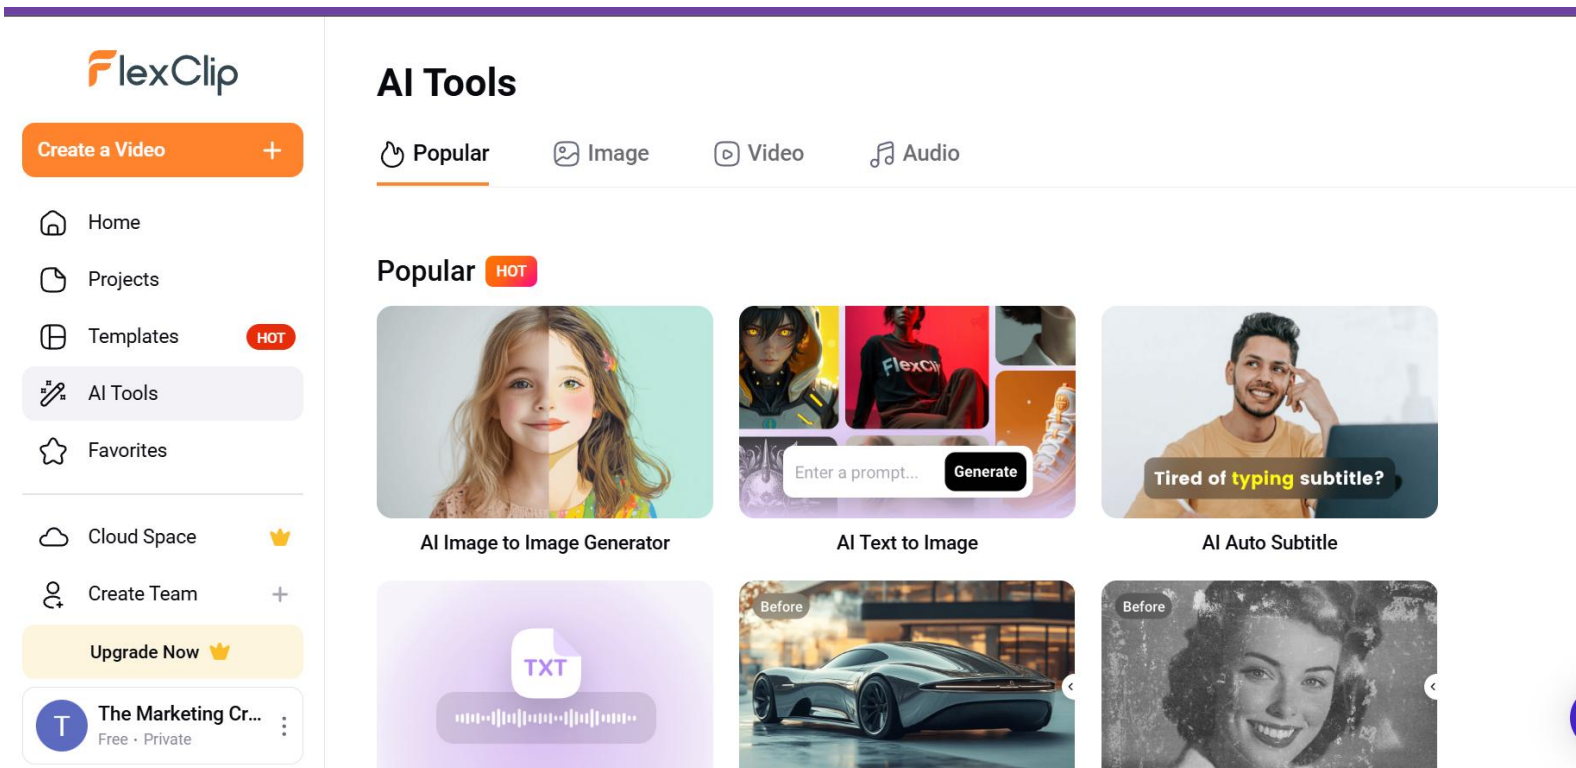 FlexClip
Create a Video +
Home
Projects
Templates HOT
AI Tools
Favorites
Cloud Space
Create Team +
Upgrade Now
T
The Marketing Cr...
Free · Private
AI Tools
Popular Image Video Audio
Popular HOT
FlexCli
Enter a prompt... Generate
Tired of typing subtitle?
AI Image to Image Generator
AI Text to Image
AI Auto Subtitle
TXT
Before
Before